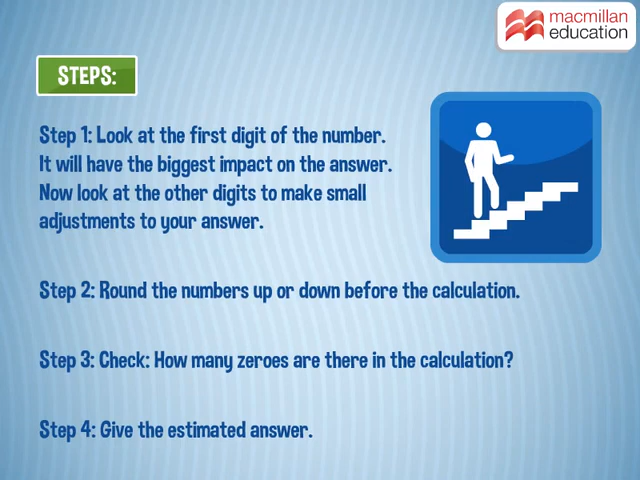 macmillan
education
STEPS:
Step 1: Look at the first digit of the number.
It will have the biggest impact on the answer.
Now look at the other digits to make small
adjustments to your answer.
Step 2: Round the numbers up or down before the calculation.
Step 3: Check: How many zeroes are there in the calculation?
Step 4: Give the estimated answer.